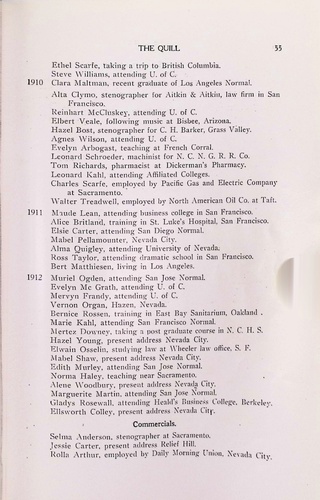 THE QUILL 55
Ethel Scarfe, taking a trip to British Columbia.
Steve Williams, attending U. of C.
1910 Clara Maltman, recent graduate of Los Angeles Normal.
Alta Clymo, stenographer for Aitkin & Aitkin, law firm in San
Francisco.
Reinhart McCluskey, attending U. of C.
Elbert Veale, following music at Bisbee, Arizona.
Hazel Bost, stenographer for C. H. Barker, Grass Valley.
Agnes Wilson, attending U. of C.
Evelyn Arbogast, teaching at French Corral.
Leonard Schroeder, machinist for N. C. N. G. R. R. Co.
Tom Richards, pharmacist at Dickerman's Pharmacy.
Leonard Kahl, attending Affiliated Colleges.
Charles Scarfe, employed by Pacific Gas and Electric Company
at Sacramento.
Walter Treadwell, employed by North American Oil Co. at Taft.
1911 Maude Lean, attending business college in San Francisco.
Alice Britland, training in St. Luke's Hospital, San Francisco.
Elsie Carter, attending San Diego Normal.
Mabel Pellamounter, Nevada City.
Alma Quigley, attending University of Nevada.
Ross Taylor, attending dramatic school in San Francisco.
Bert Matthiesen, living in Los Angeles.
1912 Muriel Ogden, attending San Jose Normal.
Evelyn Mc Grath, attending U. of C.
Mervyn Frandy, attending U. of C.
Vernon Organ, Hazen, Nevada.
Bernice Rossen, training in East Bay Sanitarium, Oakland .
Marie Kahl, attending San Francisco Normal.
Mertez Downey, taking a post graduate course in N. C. H. S.
Hazel Young, present address Nevada City.
Elwain Osselin, studying law at Wheeler law office, S. F.
Mabel Shaw, present address Nevada City.
Edith Murley, attending San Jose Normal.
Norma Haley, teaching near Sacramento.
Alene Woodbury, present address Nevada City.
Marguerite Martin, attending San Jose Normal.
Gladys Rosewall, attending Heald's Business College, Berkeley.
Ellsworth Colley, present address Nevada City.
Commercials.
Selma Anderson, stenographer at Sacramento.
Jessie Carter, present address Relief Hill.
Rolla Arthur, employed by Daily Morning Union, Nevada City.